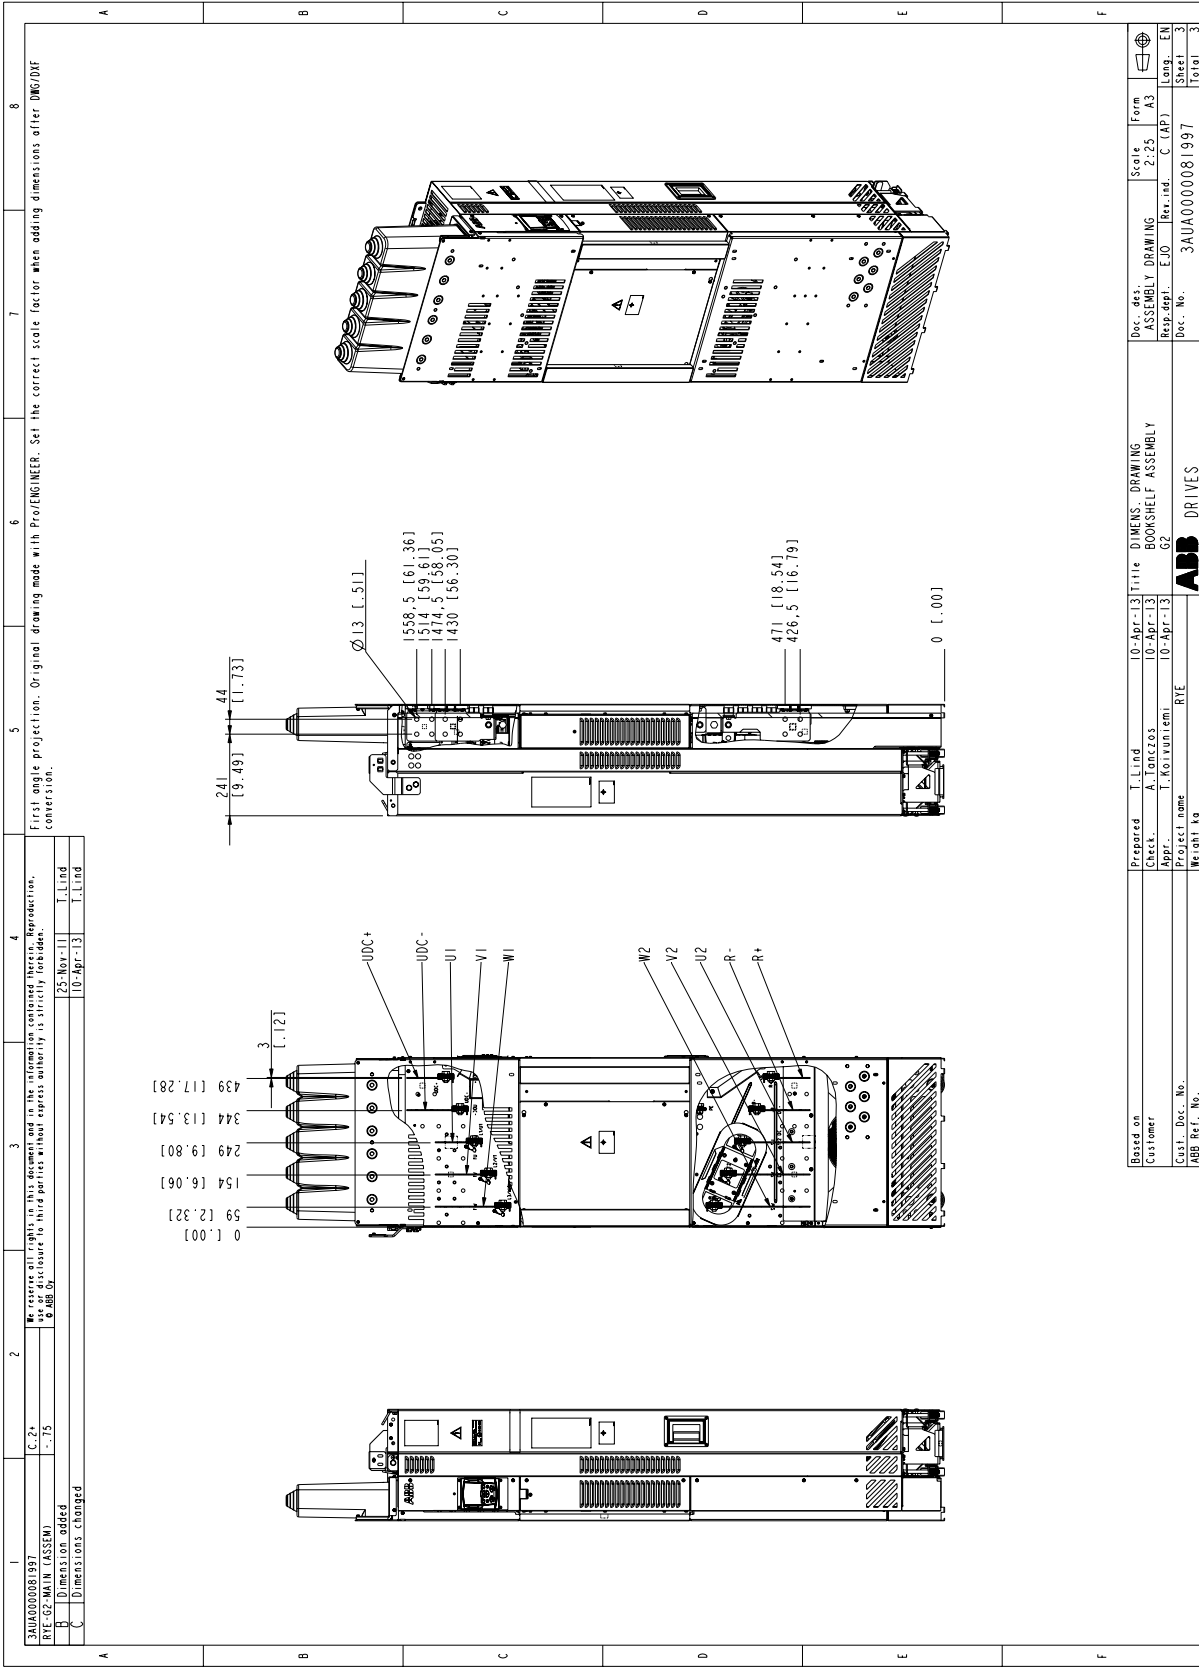 3AUA0000081997
C.2+
RYE-G2-MAIN (ASSEM)
-.75
B Dimension added 25-Nov-11 T.Lind
C Dimensions changed 10-Apr-13 T.Lind
We reserve all rights in this document and in the information contained therein. Reproduction,
use or disclosure to third parties without express authority is strictly forbidden.
© ABB Oy
First angle projection. Original drawing made with Pro/ENGINEER. Set the correct scale factor when adding dimensions after DWG/DXF
conversion.
1 2 3 4 5 6 7 8
A
B
C
D
E
F
A
B
C
D
E
F
ABB
3
[.12]
439 [17.28]
344 [13.54]
249 [9.80]
154 [6.06]
59 [2.32]
0 [.00]
UDC+
UDC-
U1
V1
W1
W2
V2
U2
R-
R+
241
[9.49]
44
[1.73]
Ø13 [.51]
1558,5 [61.36]
1514 [59.61]
1474,5 [58.05]
1430 [56.30]
471 [18.54]
426,5 [16.79]
0 [.00]
Based on
Customer
Cust. Doc. No.
ABB Ref. No.
Prepared T.Lind 10-Apr-13
Check. A.Tanczos 10-Apr-13
Appr. T.Koivuniemi 10-Apr-13
Project name RYE
Weight kg
Title DIMENS. DRAWING
BOOKSHELF ASSEMBLY
G2
ABB DRIVES
Doc. des. ASSEMBLY DRAWING
Scale 2:25
Form A3
Resp.dept. EJO
Rev.ind. C (AP)
Lang. EN
Doc. No. 3AUA0000081997
Sheet 3
Total 3